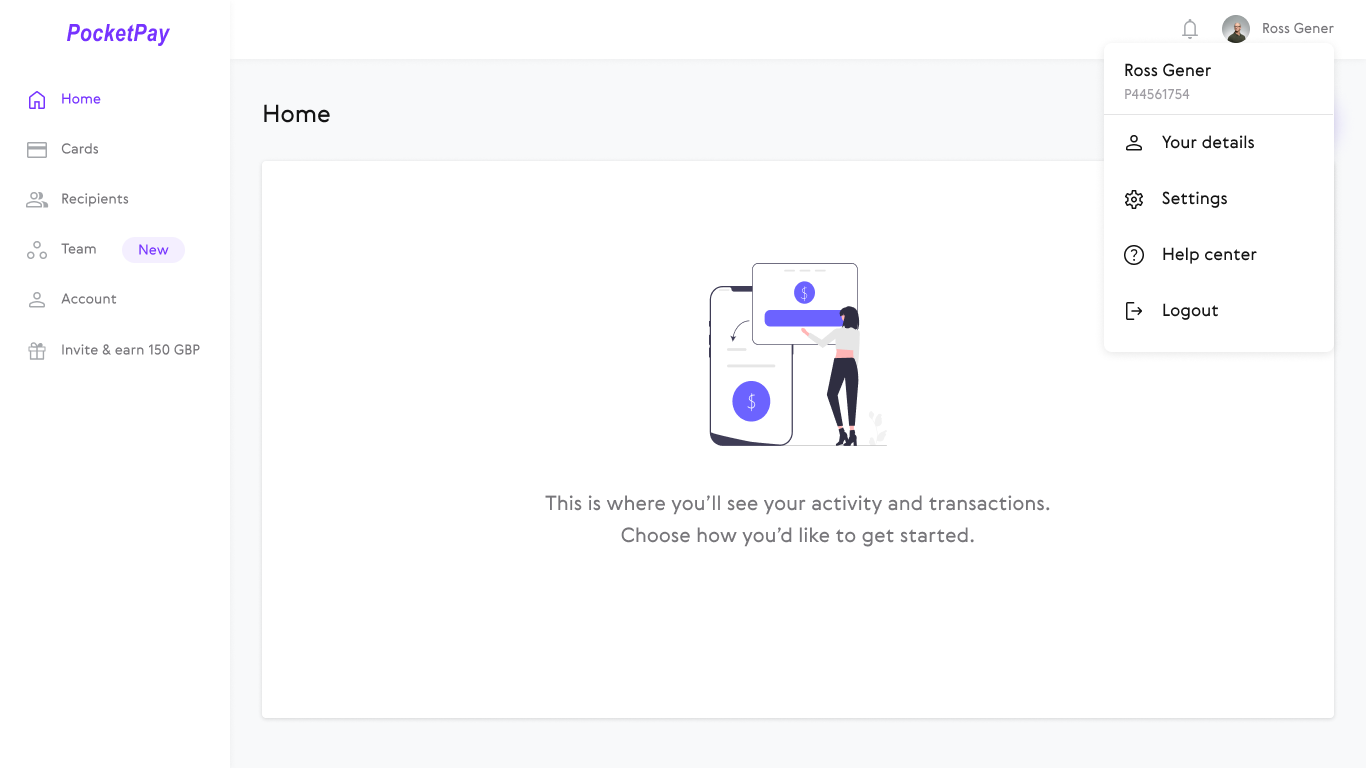 PocketPay
Home
Cards
Recipients
Team
New
Account
Invite & earn 150 GBP
Ross Gener
Home
Ross Gener
P44561754
Your details
Settings
Help center
Logout
$
$
This is where you’ll see your activity and transactions.
Choose how you’d like to get started.